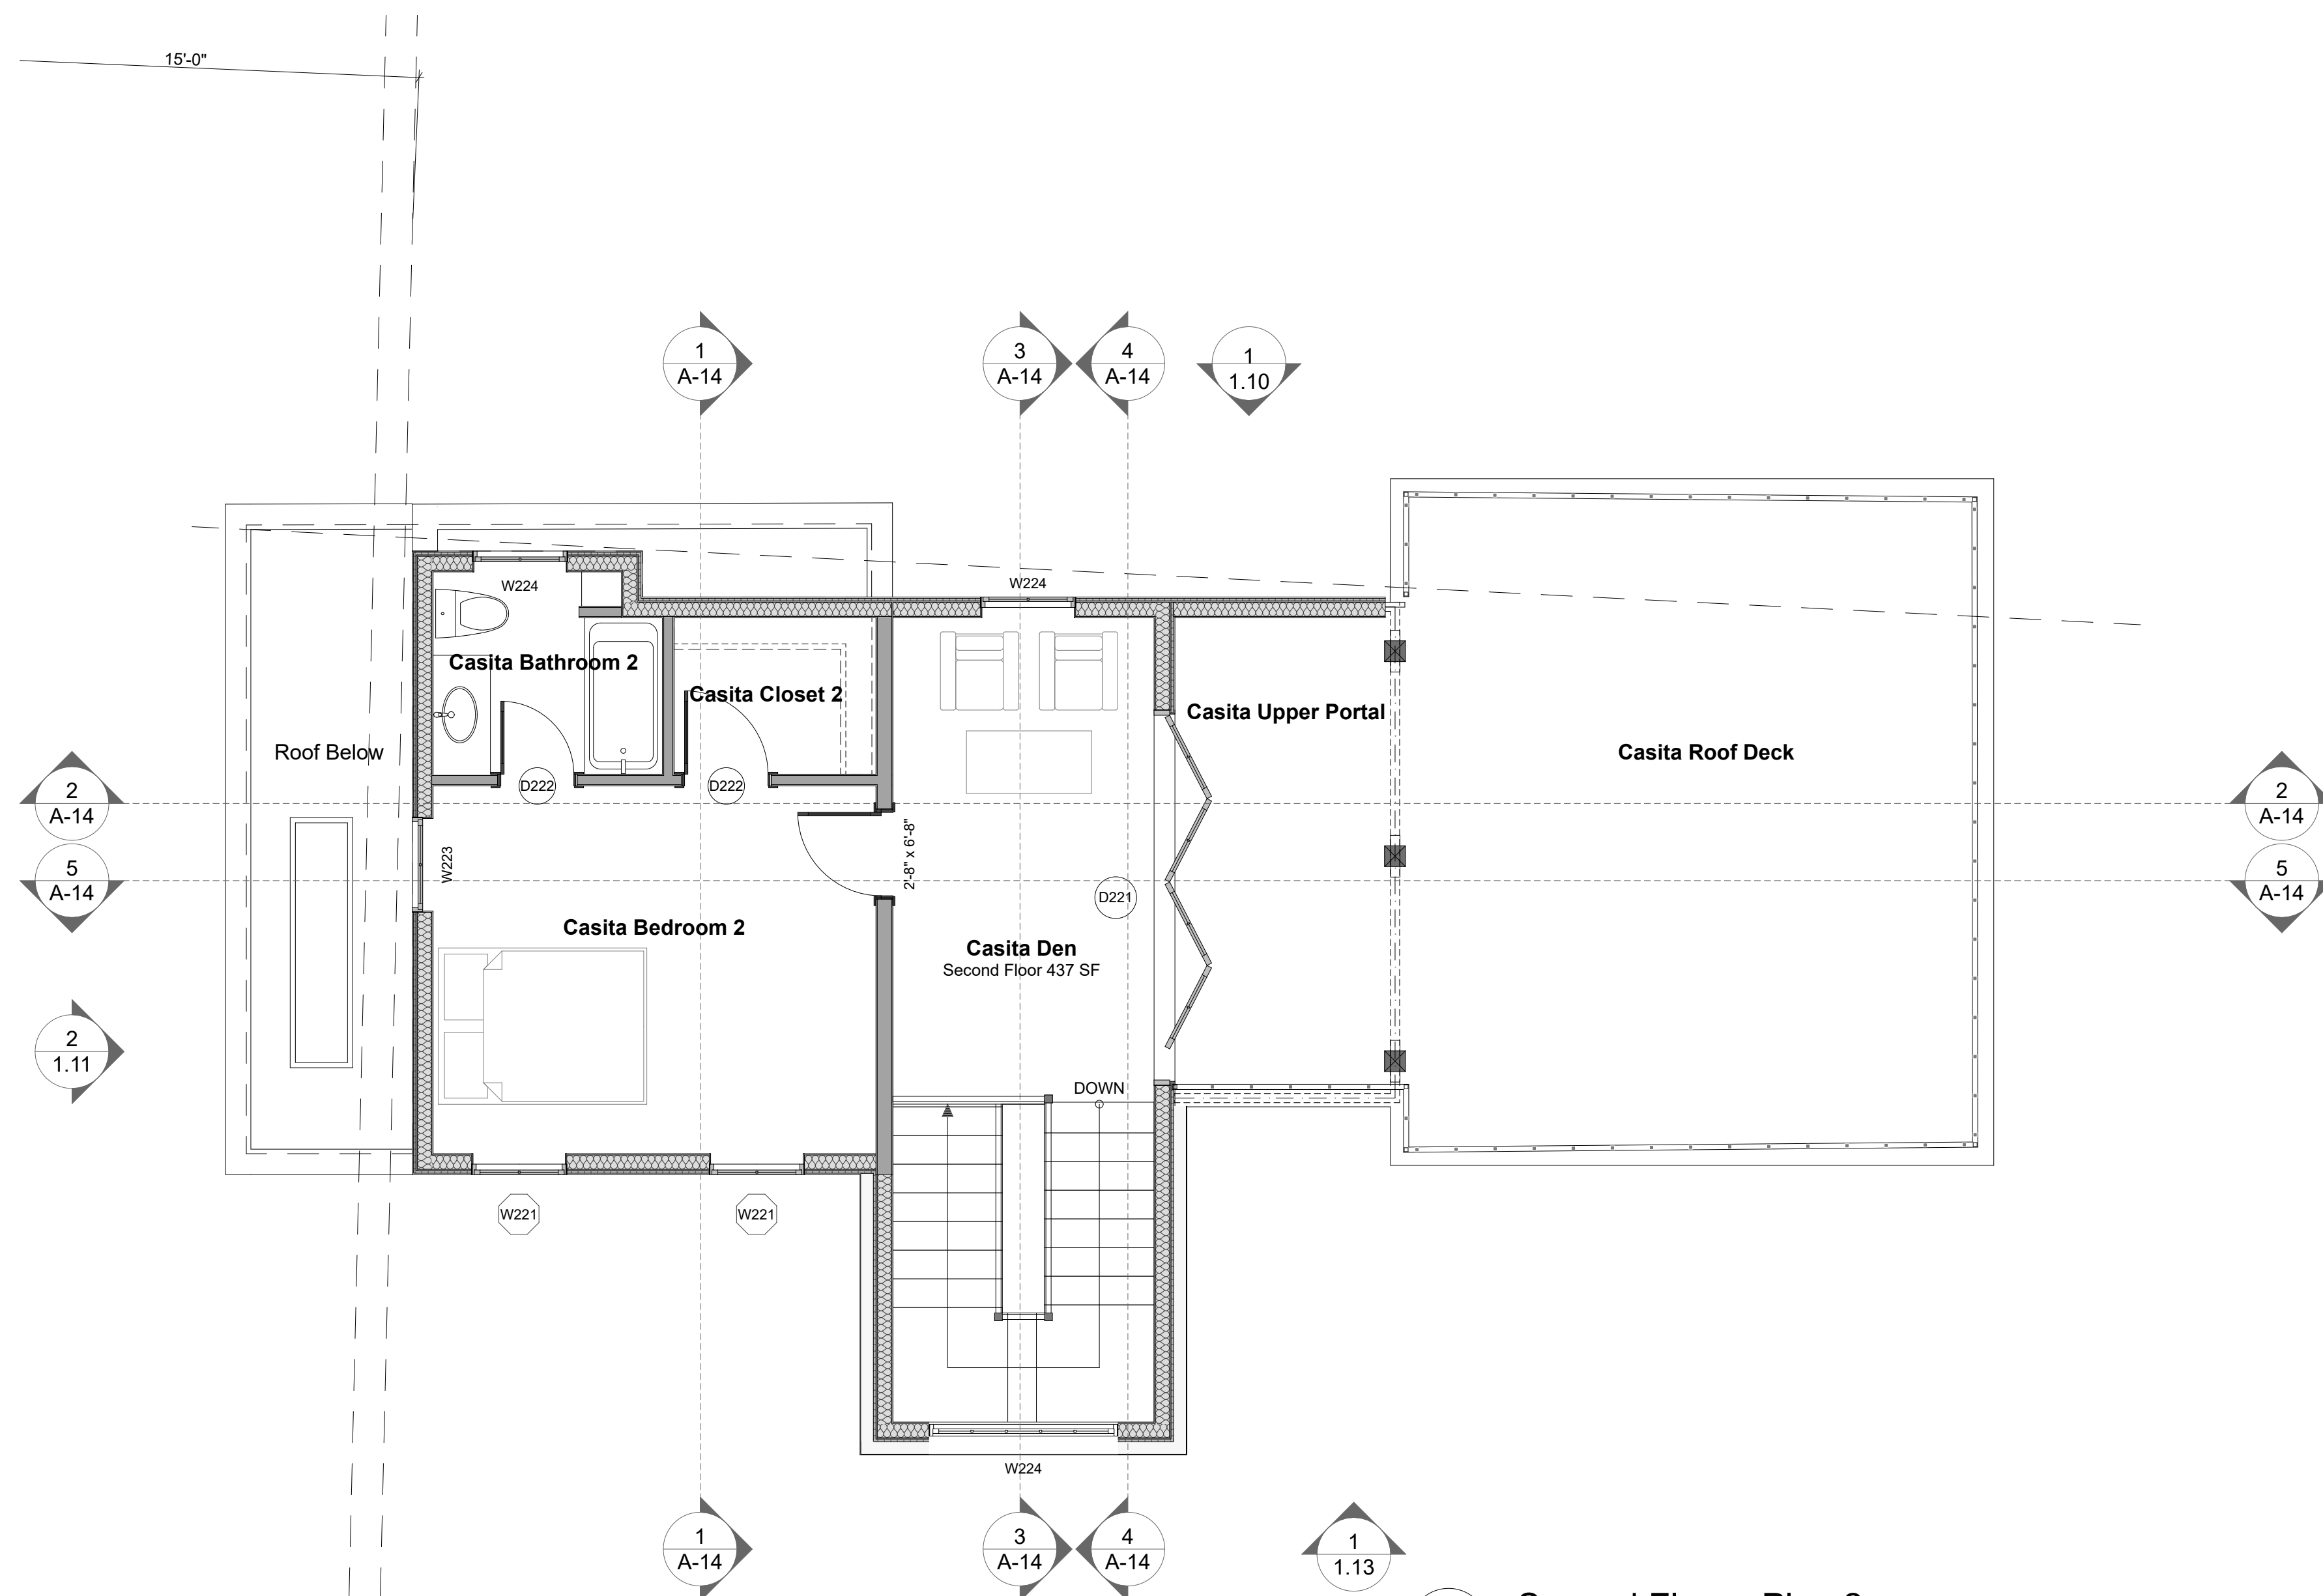 15'-0"
1
A-14
3
A-14
4
A-14
1
1.10
W224
W224
Casita Bathroom 2
Casita Closet 2
Casita Upper Portal
Roof Below
Casita Roof Deck
D222
D222
2
A-14
2
A-14
W223
2'-8" x 6'-8"
5
A-14
5
A-14
D221
Casita Bedroom 2
Casita Den
Second Floor 437 SF
2
1.11
DOWN
W221
W221
W224
1
A-14
3
A-14
4
A-14
1
1.13